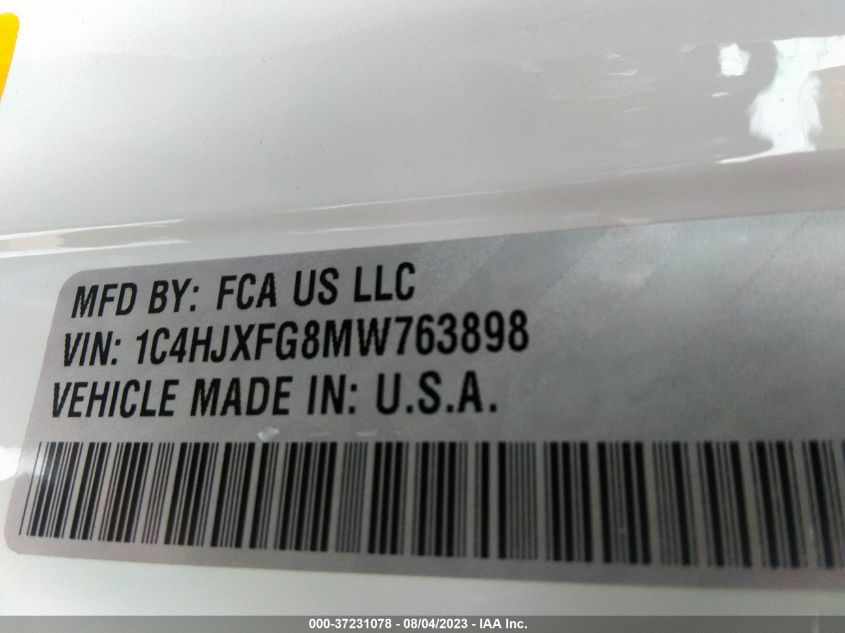 MFD BY: FCA US LLC
VIN: 1C4HJXFG8MW763898
VEHICLE MADE IN: U.S.A.
000-37231078 - 08/04/2023 - IAA Inc.